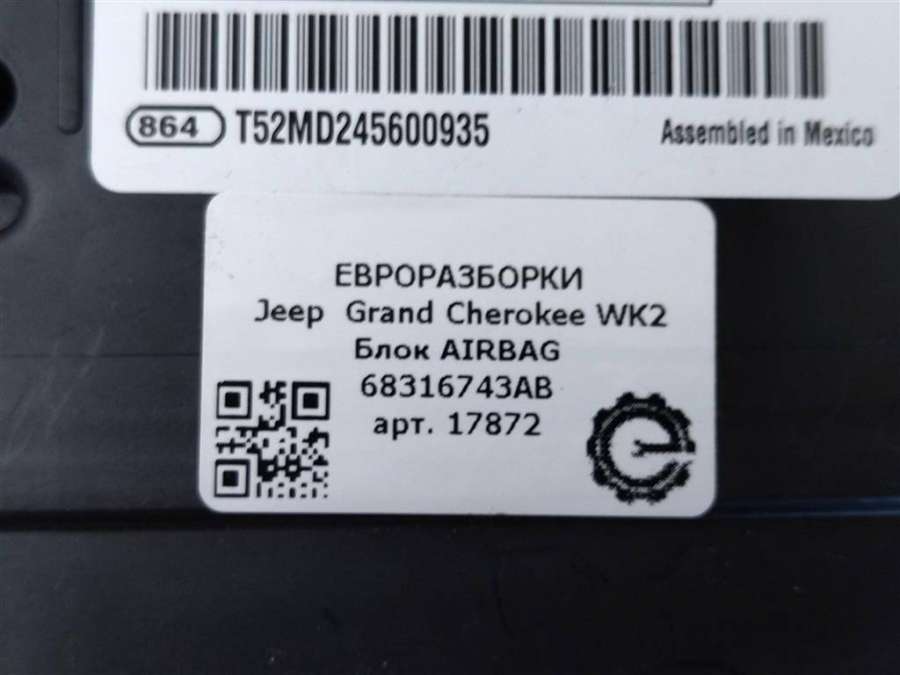 864 T52MD245600935 Assembled in Mexico
ЕВРОРАЗБОРКИ
Jeep Grand Cherokee WK2
Блок AIRBAG
68316743AB
арт. 17872